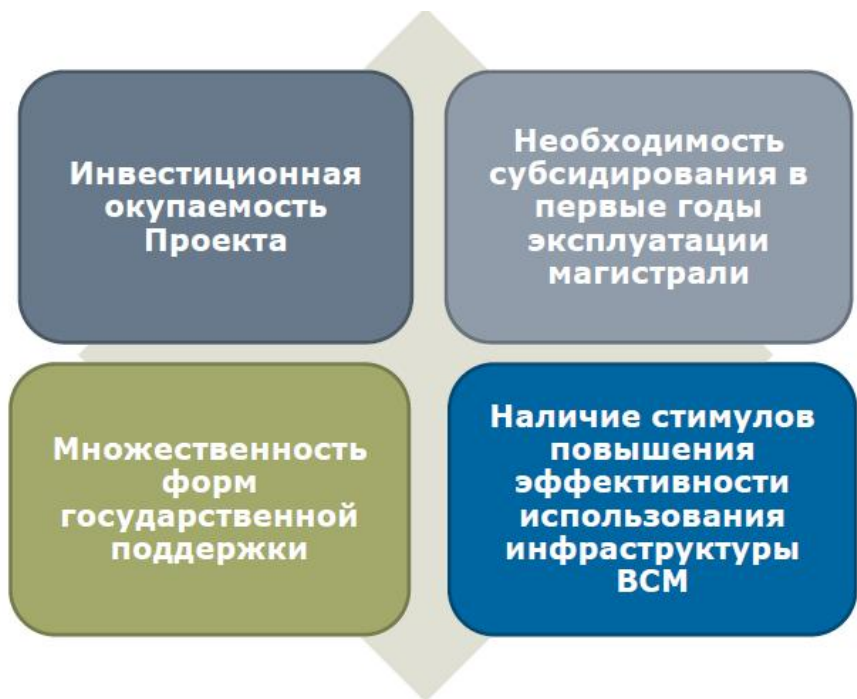 Инвестиционная
окупаемость
Проекта
Необходимость
субсидирования в
первые годы
эксплуатации
магистрали
Множественность
форм
государственной
поддержки
Наличие стимулов
повышения
эффективности
использования
инфраструктуры
ВСМ